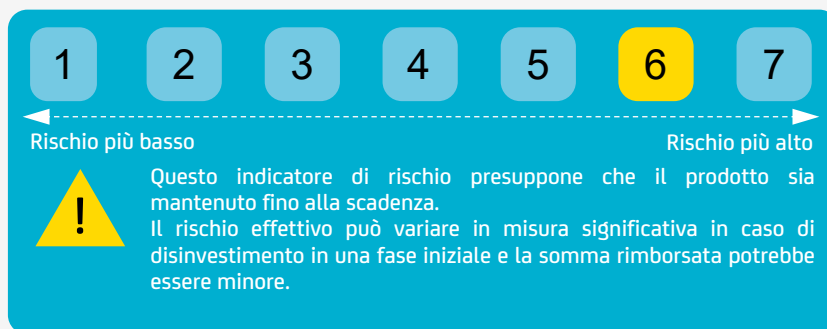 1 2 3 4 5 6 7
Rischio più basso Rischio più alto
!
Questo indicatore di rischio presuppone che il prodotto sia
mantenuto fino alla scadenza.
Il rischio effettivo può variare in misura significativa in caso di
disinvestimento in una fase iniziale e la somma rimborsata potrebbe
essere minore.